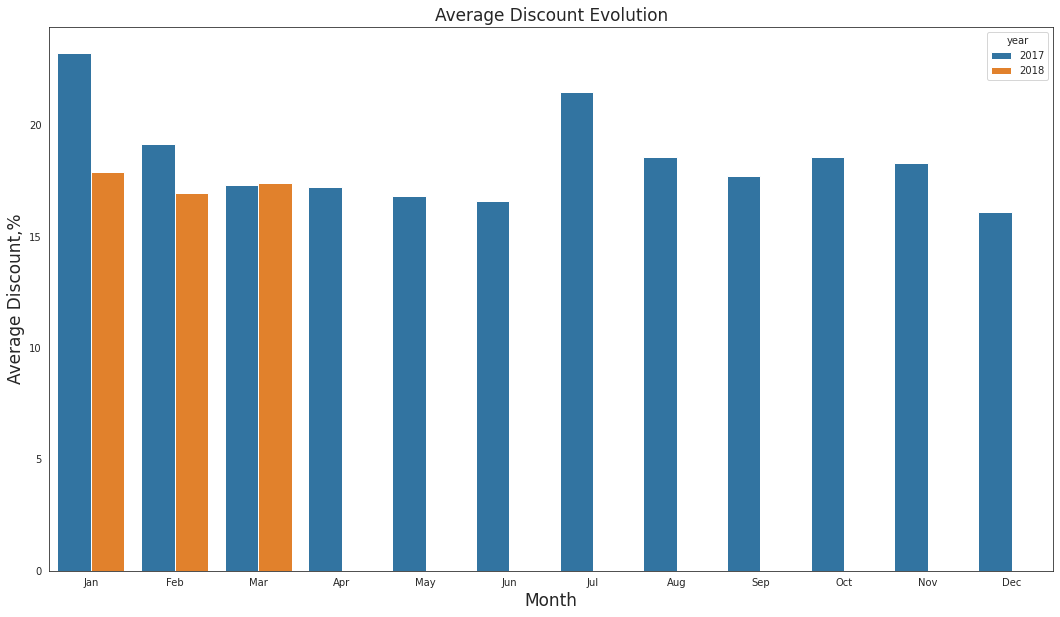 Average Discount Evolution
year
2017
2018
Average Discount,%
20
15
10
5
0
Jan Feb Mar Apr May Jun Jul Aug Sep Oct Nov Dec
Month